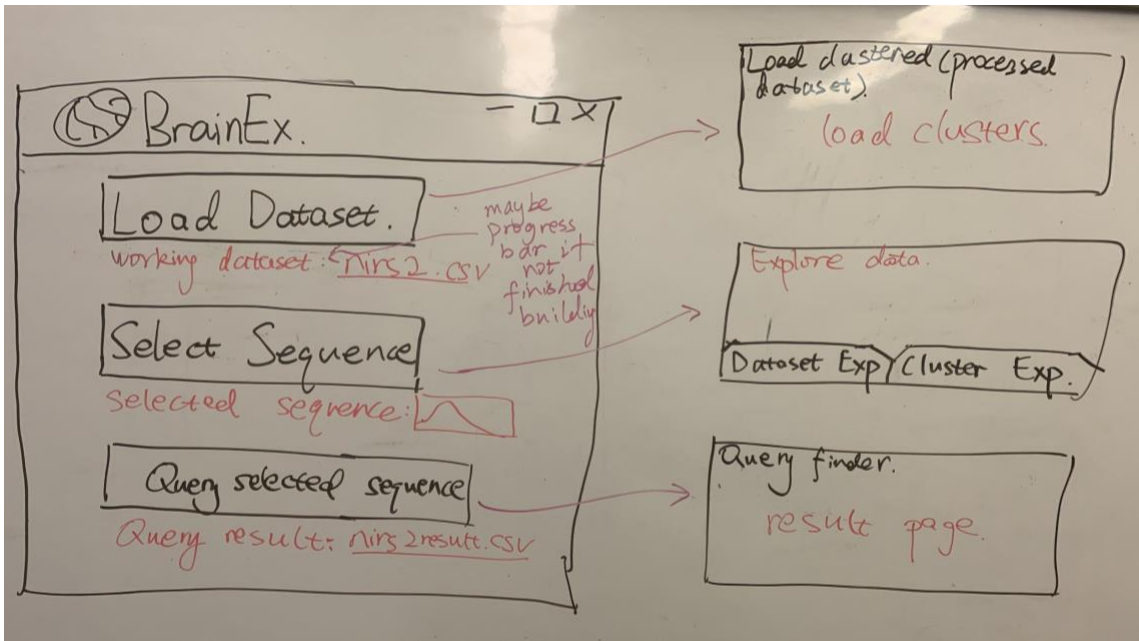 BrainEx.
Load Dataset.
working dataset: nirs2.csv
maybe
progress
bar if
not
finished
building
Select Sequence
selected sequence:
Query selected sequence
Query result: nirs2result.csv
Load clustered (processed
dataset).
load clusters.
Explore data.
Dataset Exp
Cluster Exp.
Query finder.
result page.